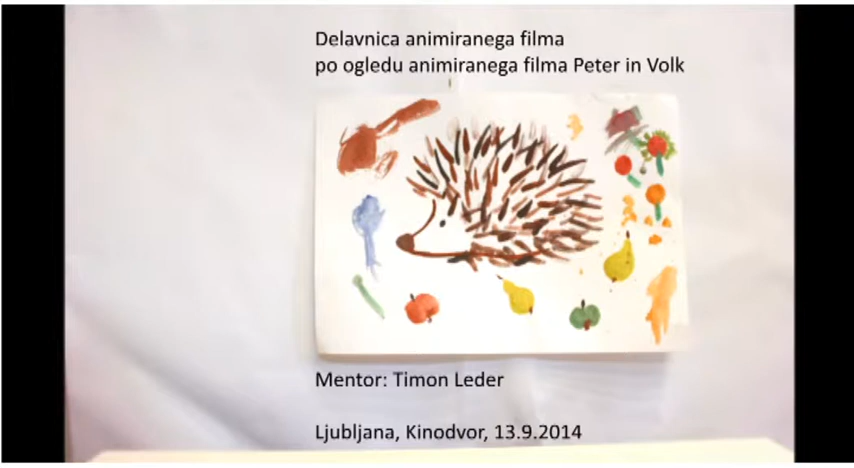 Delavnica animiranega filma
po ogledu animiranega filma Peter in Volk
Mentor: Timon Leder
Ljubljana, Kinodvor, 13.9.2014